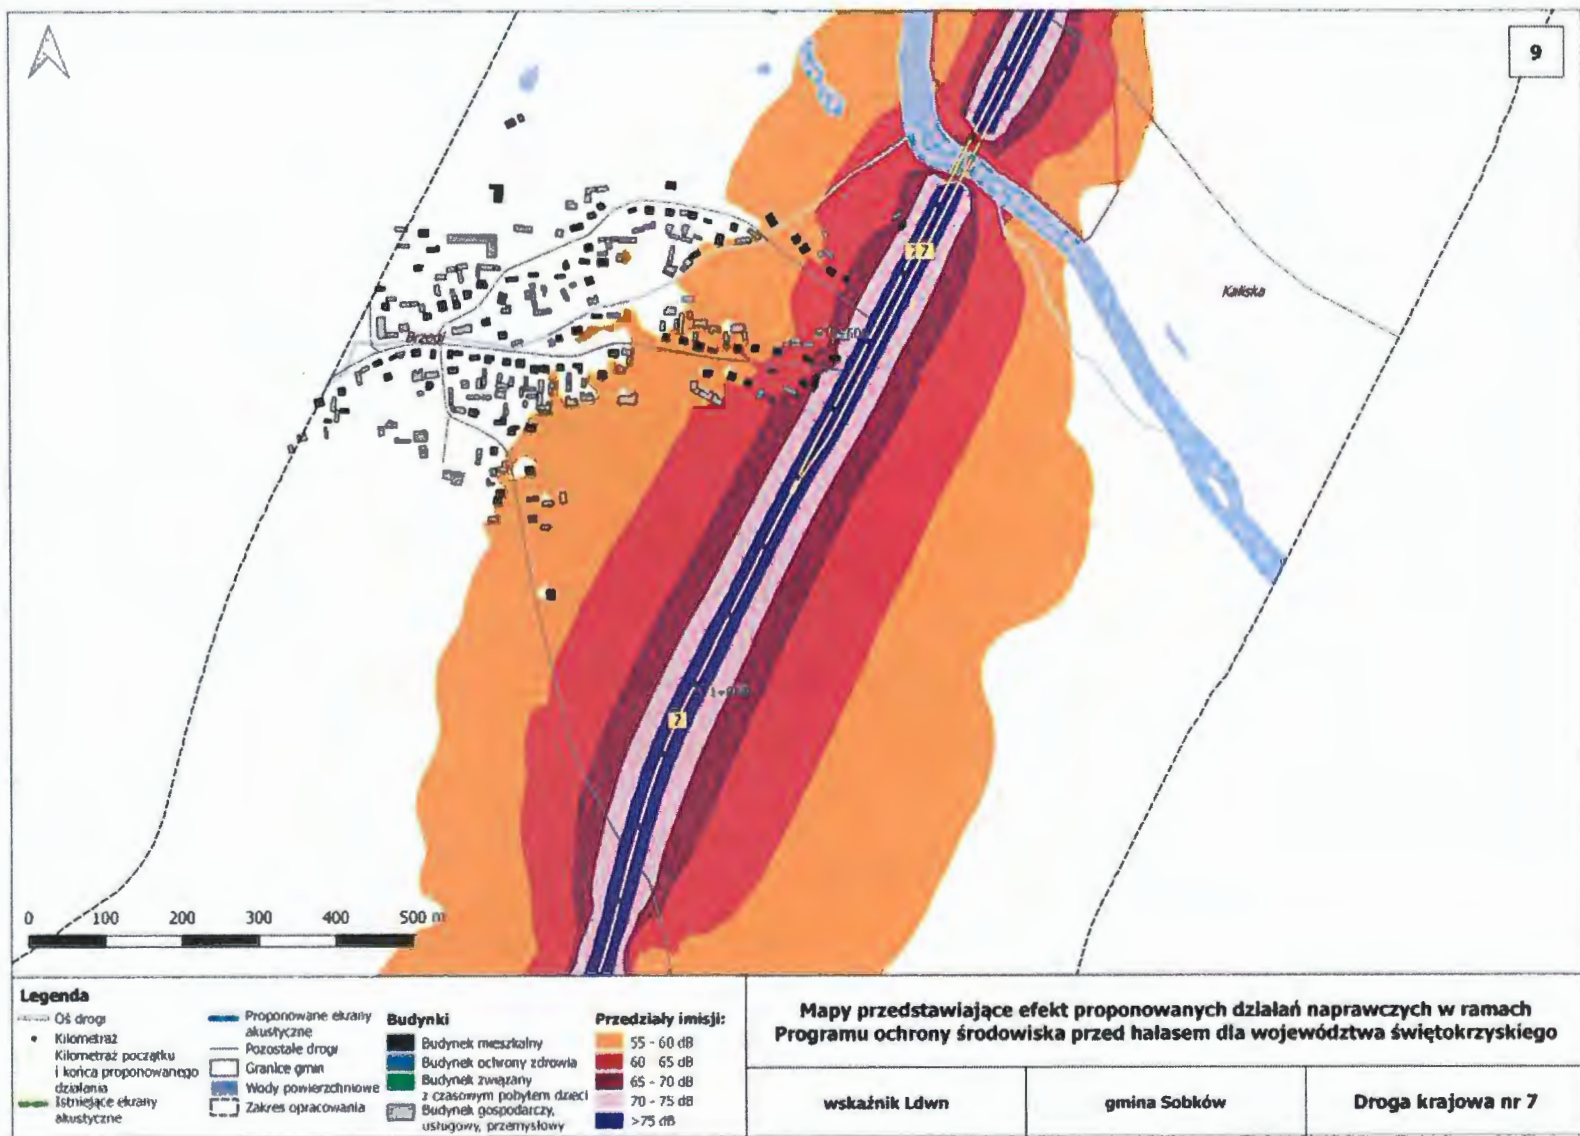 9
77
Kaliska
Brzegi
7
0 100 200 300 400 500 m
Legenda
Oś drogi
Kilometraż
Kilometraż początku
i końca proponowanego
działania
Istniejące ekrany
akustyczne
Proponowane ekrany
akustyczne
Pozostałe drogi
Granice gmin
Wody powierzchniowe
Zakres opracowania
Budynki
Budynek mieszkalny
Budynek ochrony zdrowia
Budynek związany
z czasowym pobytem dzieci
Budynek gospodarczy,
usługowy, przemysłowy
Przedziały imisji:
55 - 60 dB
60 65 dB
65 - 70 dB
70 - 75 dB
>75 dB
Mapy przedstawiające efekt proponowanych działań naprawczych w ramach
Programu ochrony środowiska przed hałasem dla województwa świętokrzyskiego
wskaźnik Ldwn
gmina Sobków
Droga krajowa nr 7